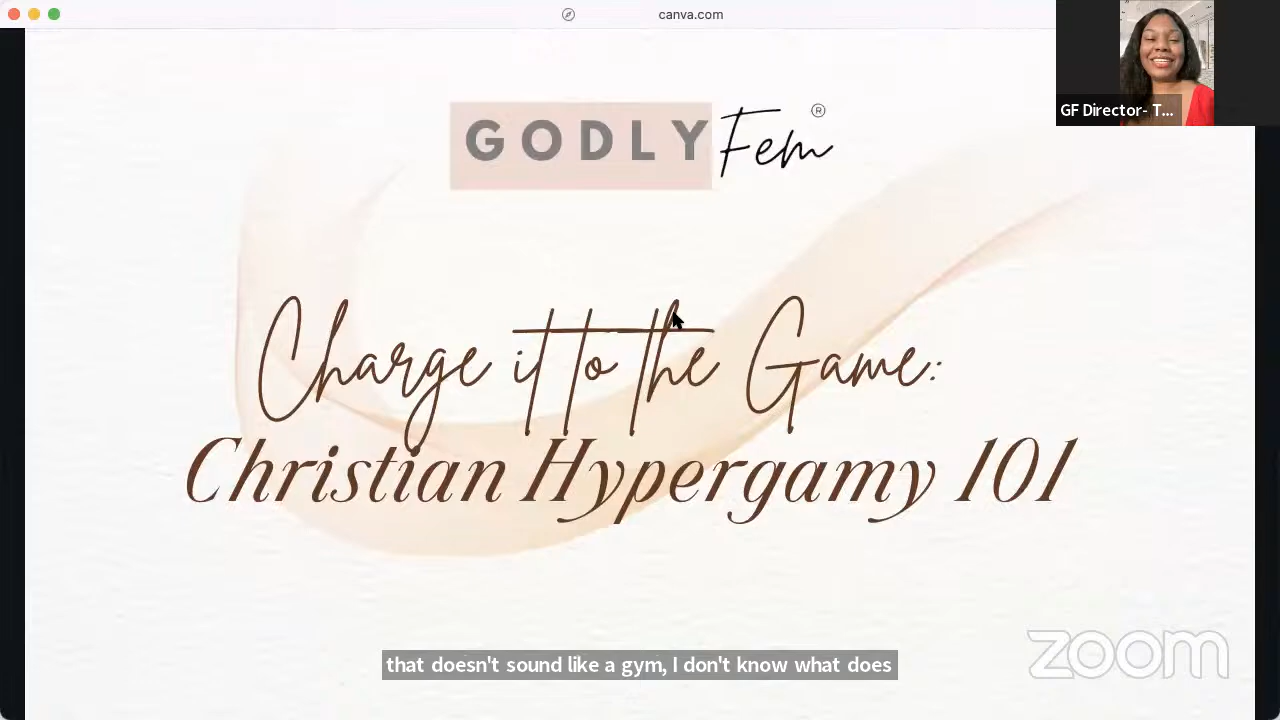 canva.com
GF Director- T...
GODLY Fem ®
Charge it to the Game:
Christian Hypergamy 101
zoom
that doesn't sound like a gym, I don't know what does